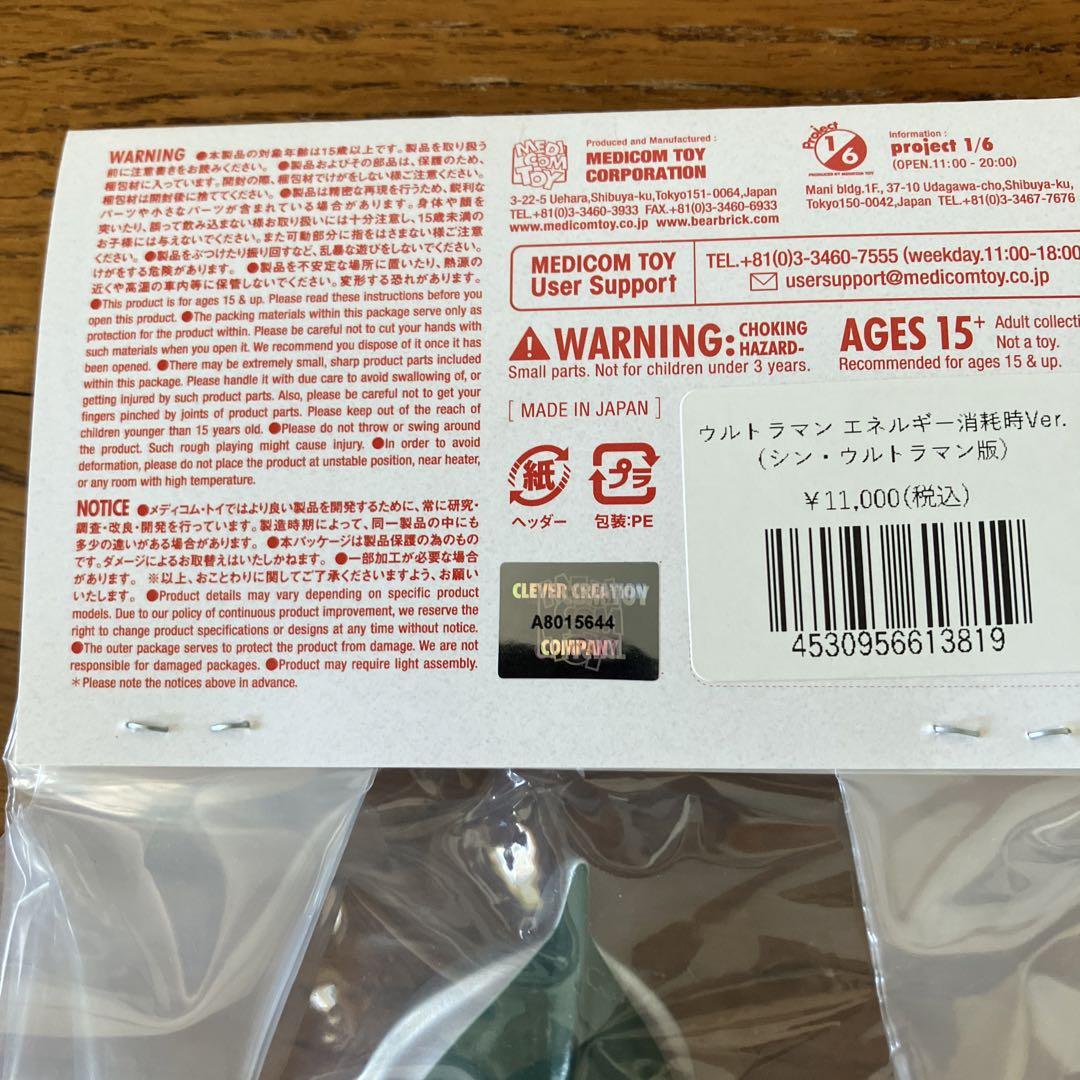 WARNING ●本製品の対象年齢は15歳以上です。製品を取り扱う
前に注意書きをお読みください。 ●製品およびその部品は、保護のため、
梱包材に入っています。開封の際、梱包材でけがをしない様ご注意ください。
梱包材は開封後に捨ててください。 ●製品は精密な再現を行うため、鋭利な
パーツや小さなパーツが含まれている場合があります。身体や顔を
突いたり、誤って飲み込まない様お取り扱いには十分注意し、15歳未満の
お子様には与えないでください。また可動部分に指をはさまない様ご注意
ください。 ●製品をぶつけたり振り回すなど、乱暴な遊びをしないでください。
けがをする危険があります。 ●製品を不安定な場所に置いたり、熱源の
近くや高温の車内等に保管しないでください。変形する恐れがあります。
●This product is for ages 15 & up. Please read these instructions before you
open this product. ●The packing materials within this package serve only as
protection for the product within. Please be careful not to cut your hands with
such materials when you open it. We recommend you dispose of it once it has
been opened. ●There may be extremely small, sharp product parts included
within this package. Please handle it with due care to avoid swallowing of, or
getting injured by such product parts. Also, please be careful not to get your
fingers pinched by joints of product parts. Please keep out of the reach of
children younger than 15 years old. ●Please do not throw or swing around
the product. Such rough playing might cause injury. ●In order to avoid
deformation, please do not place the product at unstable position, near heater,
or any room with high temperature.
NOTICE ●メディコム・トイではより良い製品を開発するために、常に研究・
調査・改良・開発を行っています。製造時期によって、同一製品の中にも
多少の違いがある場合があります。 ●本パッケージは製品保護の為のもの
です。ダメージによるお取替えはいたしかねます。 ●一部加工が必要な場合
があります。 ※以上、おことわりに関してご了承くださいますよう、お願い
いたします。 ●Product details may vary depending on specific product
models. Due to our policy of continuous product improvement, we reserve the
right to change product specifications or designs at any time without notice.
●The outer package serves to protect the product from damage. We are not
responsible for damaged packages. ●Product may require light assembly.
＊Please note the notices above in advance.
MEDICOM TOY
Produced and Manufactured :
MEDICOM TOY
CORPORATION
3-22-5 Uehara,Shibuya-ku,Tokyo151-0064,Japan
TEL.+81(0)3-3460-3933 FAX.+81(0)3-3460-6933
www.medicomtoy.co.jp www.bearbrick.com
Project
1/6
PRODUCED BY MEDICOM TOY
Information :
project 1/6
(OPEN.11:00 - 20:00)
Mani bldg.1F., 37-10 Udagawa-cho,Shibuya-ku,
Tokyo150-0042,Japan TEL.+81(0)3-3467-7676
MEDICOM TOY
User Support
TEL.+81(0)3-3460-7555 (weekday.11:00-18:00
usersupport@medicomtoy.co.jp
WARNING: CHOKING HAZARD-
Small parts. Not for children under 3 years.
AGES 15+
Adult collecti
Not a toy.
Recommended for ages 15 & up.
[ MADE IN JAPAN ]
紙
ヘッダー
プラ
包装:PE
CLEVER CREATION
A8015644
COMPANY
ウルトラマン エネルギー消耗時Ver.
(シン・ウルトラマン版)
￥11,000(税込)
4530956613819